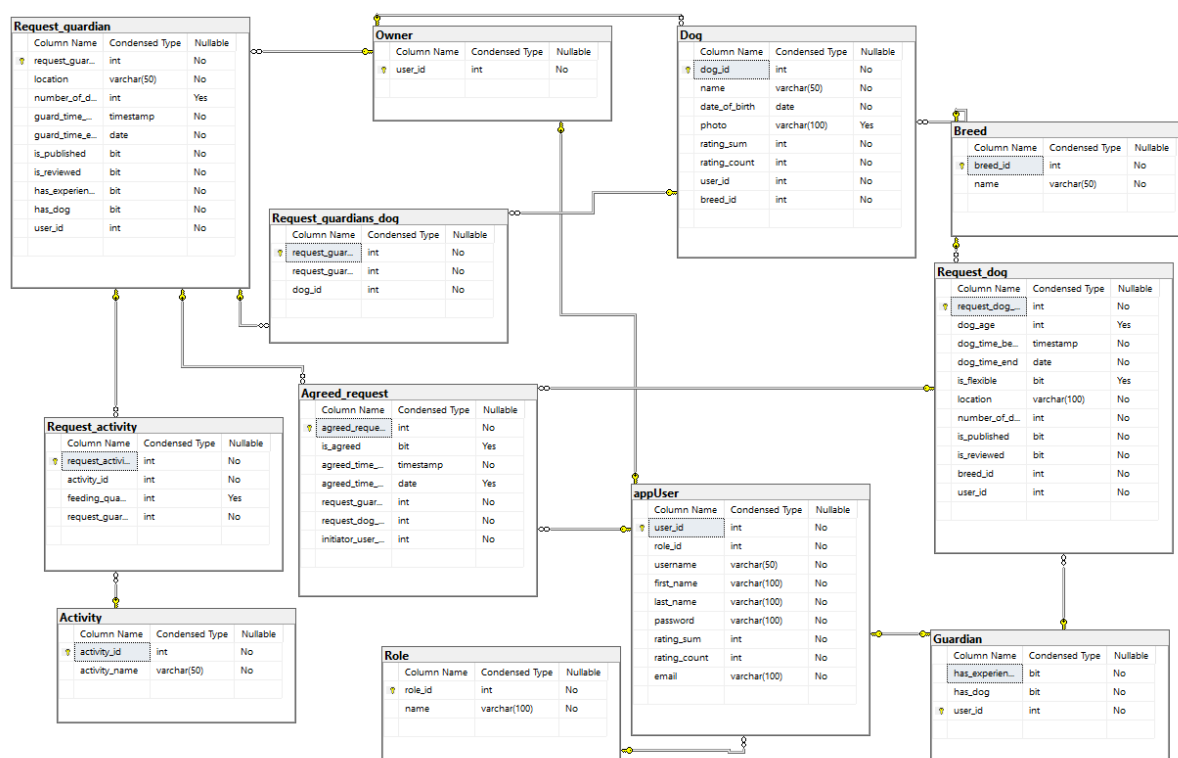 Request_guardian
Column Name Condensed Type Nullable
request_guar... int No
location varchar(50) No
number_of_d... int Yes
guard_time_... timestamp No
guard_time_e... date No
is_published bit No
is_reviewed bit No
has_experien... bit No
has_dog bit No
user_id int No
Owner
Column Name Condensed Type Nullable
user_id int No
Dog
Column Name Condensed Type Nullable
dog_id int No
name varchar(50) No
date_of_birth date No
photo varchar(100) Yes
rating_sum int No
rating_count int No
user_id int No
breed_id int No
Breed
Column Name Condensed Type Nullable
breed_id int No
name varchar(50) No
Request_guardians_dog
Column Name Condensed Type Nullable
request_guar... int No
request_guar... int No
dog_id int No
Request_dog
Column Name Condensed Type Nullable
request_dog_... int No
dog_age int Yes
dog_time_be... timestamp No
dog_time_end date No
is_flexible bit Yes
location varchar(100) No
number_of_d... int No
is_published bit No
is_reviewed bit No
breed_id int No
user_id int No
Agreed_request
Column Name Condensed Type Nullable
agreed_reque... int No
is_agreed bit Yes
agreed_time_... timestamp No
agreed_time_... date Yes
request_guar... int No
request_dog_... int No
initiator_user_... int No
Request_activity
Column Name Condensed Type Nullable
request_activi... int No
activity_id int No
feeding_qua... int Yes
request_guar... int No
appUser
Column Name Condensed Type Nullable
user_id int No
role_id int No
username varchar(50) No
first_name varchar(100) No
last_name varchar(100) No
password varchar(100) No
rating_sum int No
rating_count int No
email varchar(100) No
Activity
Column Name Condensed Type Nullable
activity_id int No
activity_name varchar(50) No
Role
Column Name Condensed Type Nullable
role_id int No
name varchar(100) No
Guardian
Column Name Condensed Type Nullable
has_experien... bit No
has_dog bit No
user_id int No